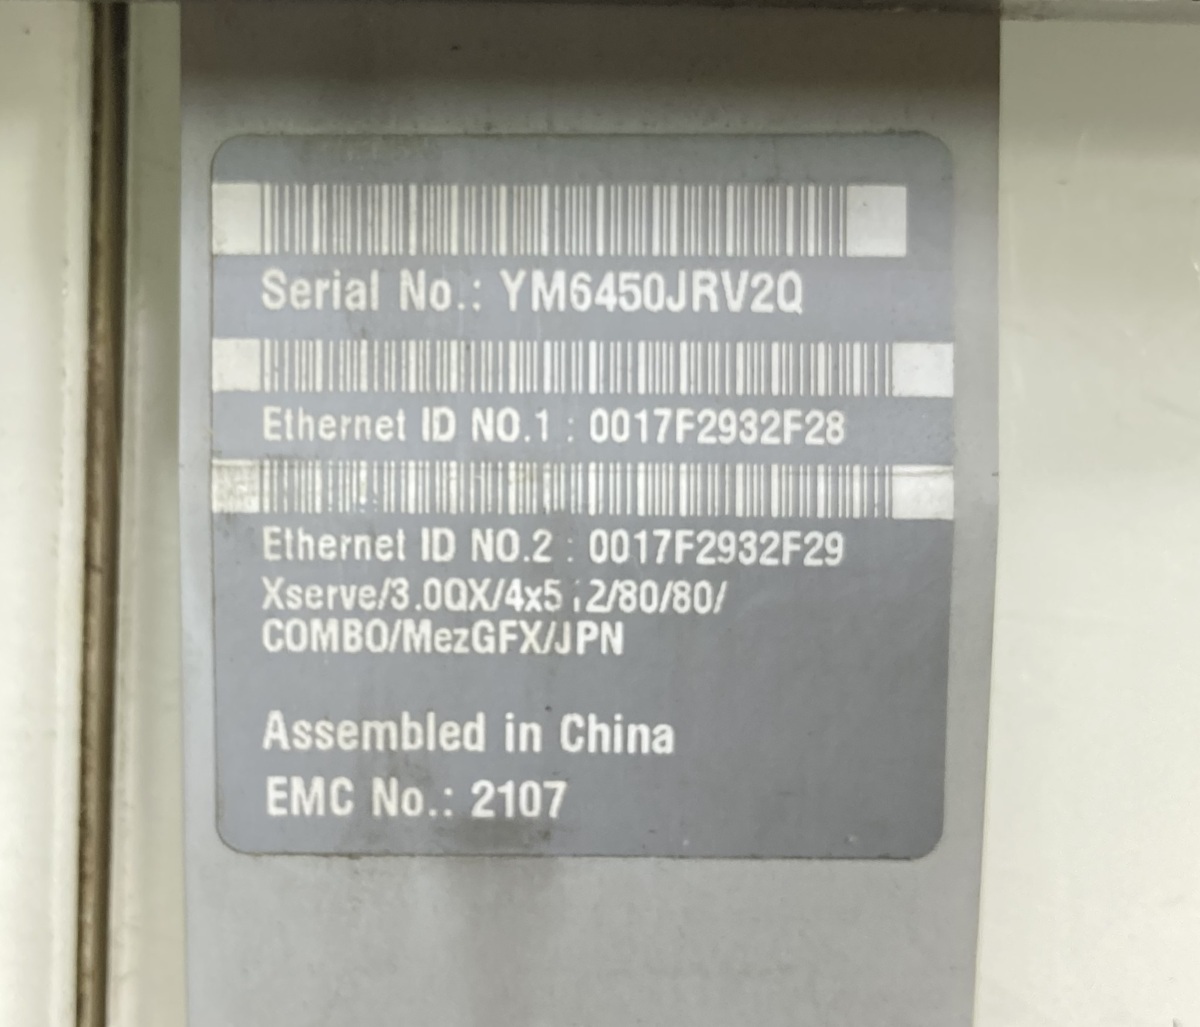 Serial No.: YM6450JRV2Q
Ethernet ID NO.1 : 0017F2932F28
Ethernet ID NO.2 : 0017F2932F29
Xserve/3.0QX/4x512/80/80/
COMBO/MezGFX/JPN
Assembled in China
EMC No.: 2107